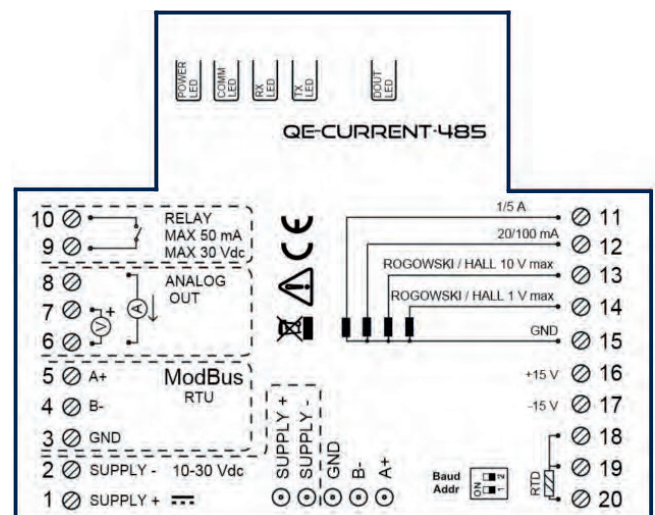 POWER
LED
COMM
LED
RX
LED
TX
LED
DOUT
LED
QE-CURRENT·485
10
RELAY
MAX 50 mA
9
MAX 30 Vdc
8
ANALOG
OUT
7
V
+
A
6
5 A+
ModBus
RTU
4 B-
3 GND
2 SUPPLY - 10-30 Vdc
1 SUPPLY +
CE
SUPPLY +
SUPPLY -
GND
B-
A+
1/5 A
11
20/100 mA
12
ROGOWSKI / HALL 10 V max
13
ROGOWSKI / HALL 1 V max
14
GND
15
+15 V 16
-15 V 17
18
19
RTD
20
Baud
Addr
ON
2
1